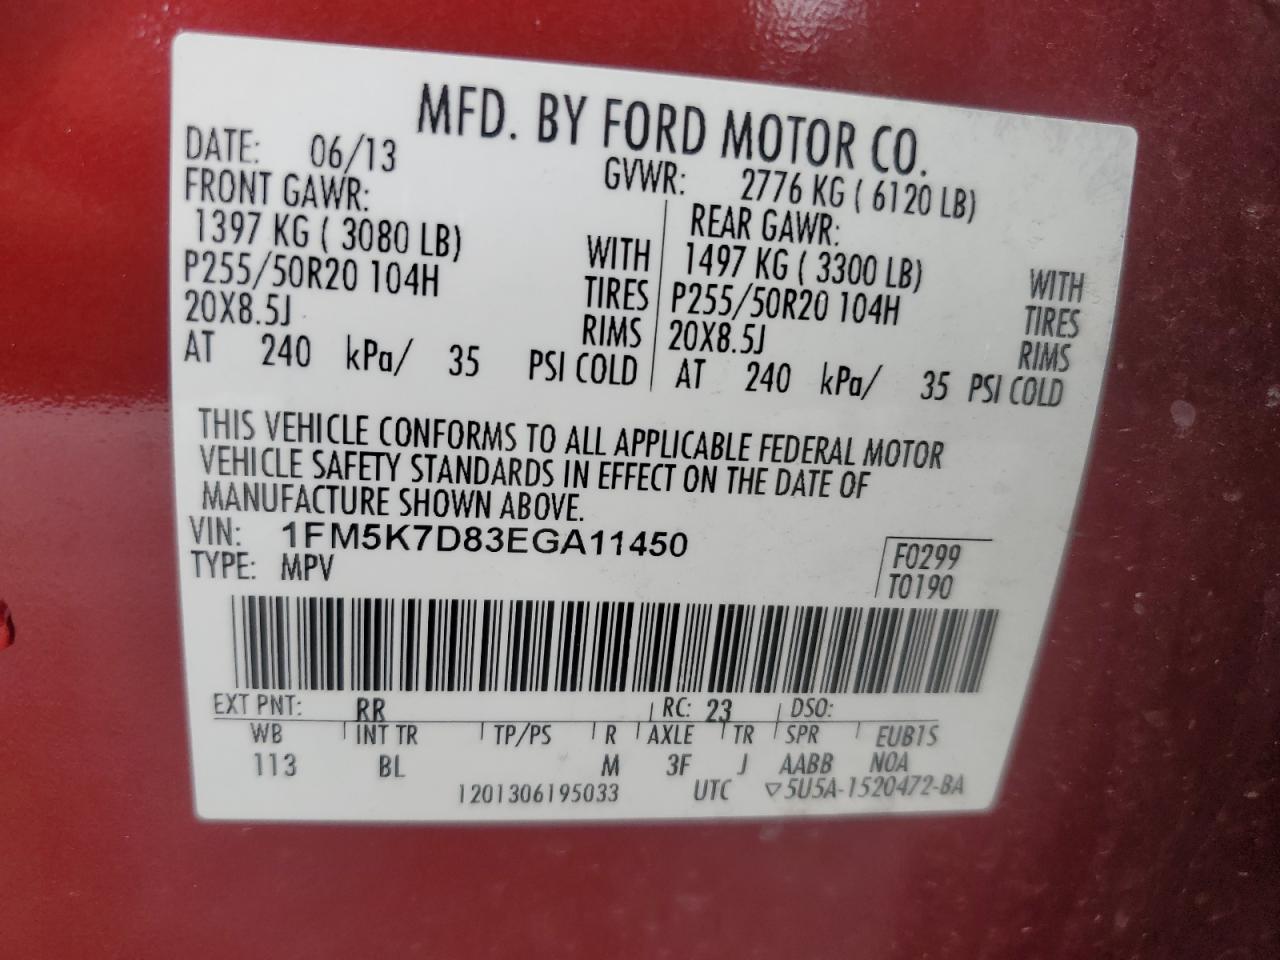 MFD. BY FORD MOTOR CO.
DATE: 06/13 GVWR: 2776 KG ( 6120 LB)
FRONT GAWR: REAR GAWR:
1397 KG ( 3080 LB) WITH 1497 KG ( 3300 LB) WITH
P255/50R20 104H TIRES P255/50R20 104H TIRES
20X8.5J RIMS 20X8.5J RIMS
AT 240 kPa/ 35 PSI COLD AT 240 kPa/ 35 PSI COLD
THIS VEHICLE CONFORMS TO ALL APPLICABLE FEDERAL MOTOR
VEHICLE SAFETY STANDARDS IN EFFECT ON THE DATE OF
MANUFACTURE SHOWN ABOVE.
VIN: 1FM5K7D83EGA11450 F0299
TYPE: MPV T0190
EXT PNT: RR RC: 23 DSO:
WB INT TR TP/PS R AXLE TR SPR EUB1S
113 BL M 3F J AABB N0A
1201306195033 UTC ▽5U5A-1520472-BA